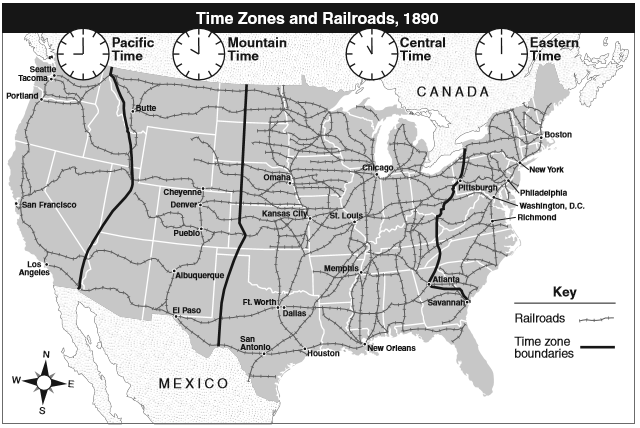 Time Zones and Railroads, 1890
Pacific
Time
Mountain
Time
Central
Time
Eastern
Time
CANADA
Seattle
Tacoma
Portland
Butte
Boston
Chicago
New York
Omaha
Pittsburgh
Philadelphia
Cheyenne
Denver
Washington, D.C.
San Francisco
Kansas City
St. Louis
Richmond
Pueblo
Los
Angeles
Albuquerque
Memphis
Atlanta
Key
El Paso
Ft. Worth
Dallas
Savannah
Railroads
San
Antonio
Houston
New Orleans
Time zone
boundaries
N
W
E
S
MEXICO